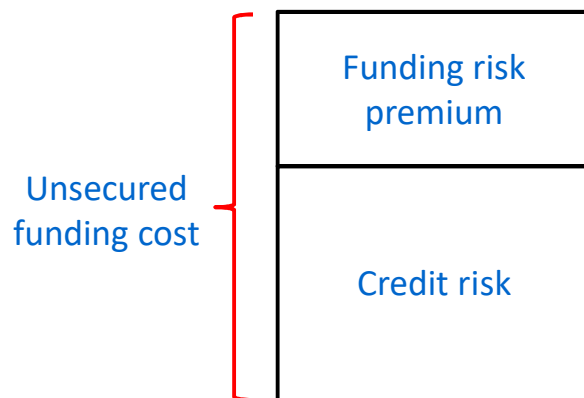 Funding risk
premium
Unsecured
funding cost
Credit risk